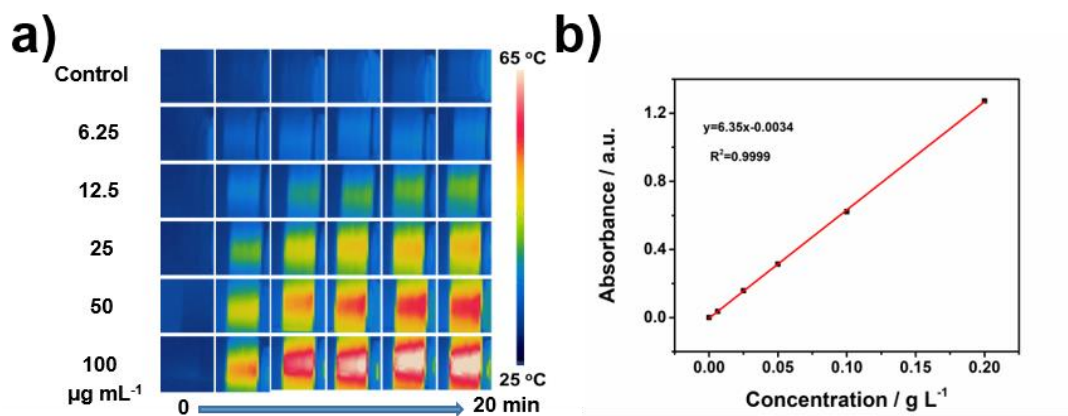 a)
Control
6.25
12.5
25
50
100
µg mL⁻¹
0
20 min
65 °C
25 °C
b)
Absorbance / a.u.
1.2
0.8
0.4
0.0
y=6.35x-0.0034
R²=0.9999
0.00 0.05 0.10 0.15 0.20
Concentration / g L⁻¹